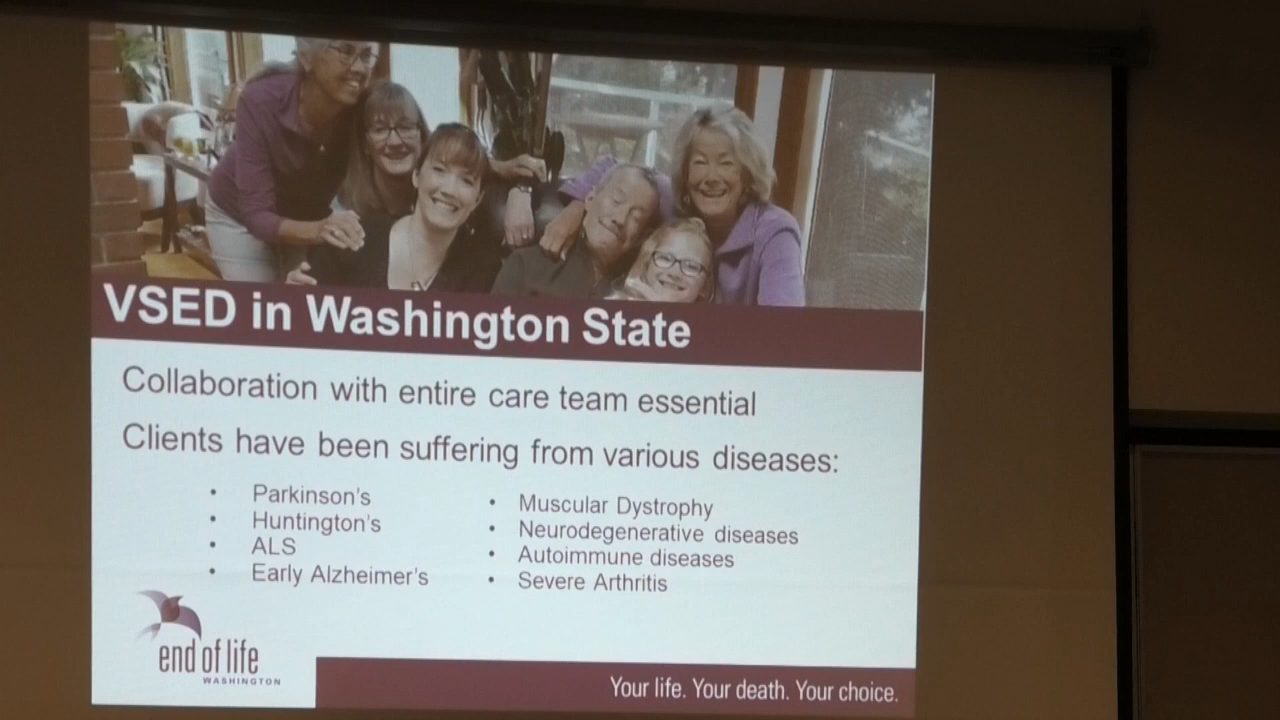 VSED in Washington State
Collaboration with entire care team essential
Clients have been suffering from various diseases:
• Parkinson's
• Huntington's
• ALS
• Early Alzheimer's
• Muscular Dystrophy
• Neurodegenerative diseases
• Autoimmune diseases
• Severe Arthritis
end of life
WASHINGTON
Your life. Your death. Your choice.